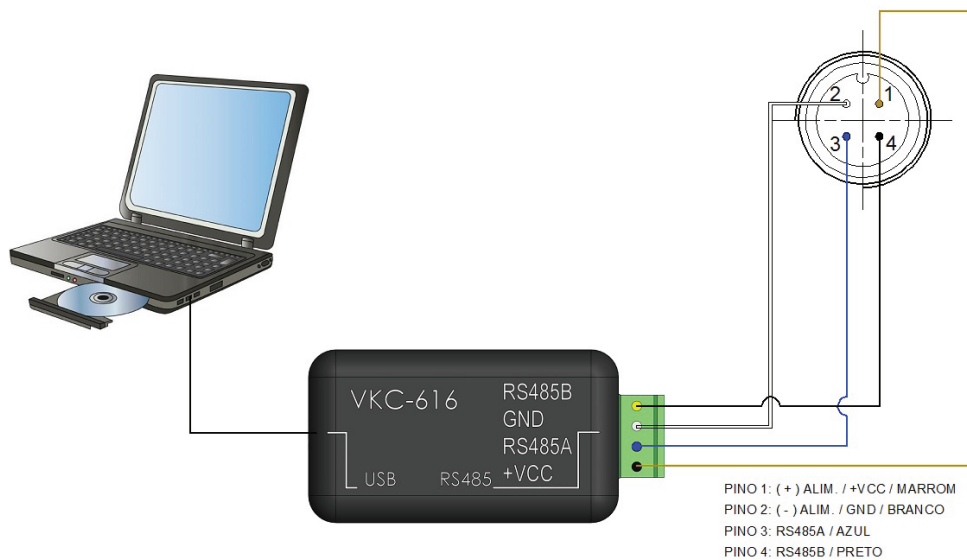 2 1
3 4
VKC-616
RS485B
GND
RS485A
+VCC
USB
RS485
PINO 1: ( + ) ALIM. / +VCC / MARROM
PINO 2: ( - ) ALIM. / GND / BRANCO
PINO 3: RS485A / AZUL
PINO 4: RS485B / PRETO